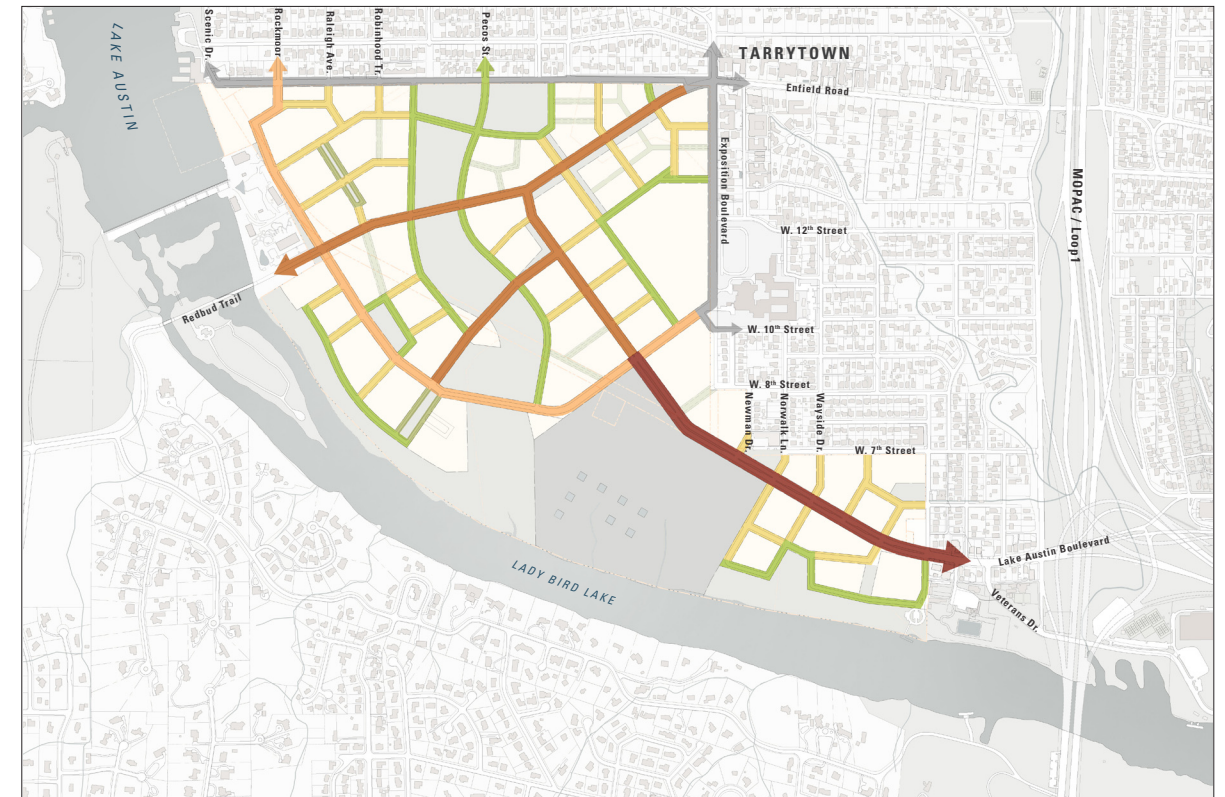 LAKE AUSTIN
Scenic Dr.
Rockmoor
Raleigh Ave.
Robinhood Tr.
Pecos St.
TARRYTOWN
Enfield Road
Exposition Boulevard
MOPAC / Loop1
W. 12th Street
Redbud Trail
W. 10th Street
W. 8th Street
Newman Dr.
Norwalk Ln.
Wayside Dr.
W. 7th Street
Lake Austin Boulevard
LADY BIRD LAKE
Veterans Dr.